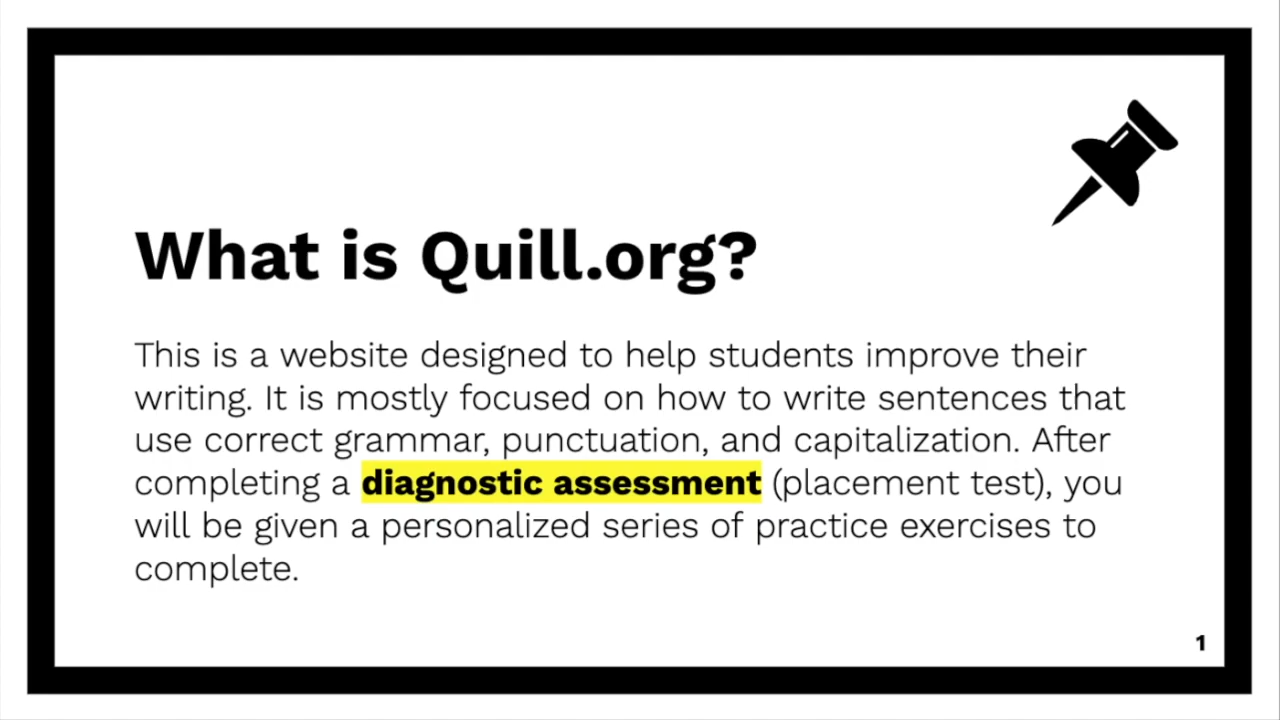 What is Quill.org?
This is a website designed to help students improve their
writing. It is mostly focused on how to write sentences that
use correct grammar, punctuation, and capitalization. After
completing a diagnostic assessment (placement test), you
will be given a personalized series of practice exercises to
complete.
1